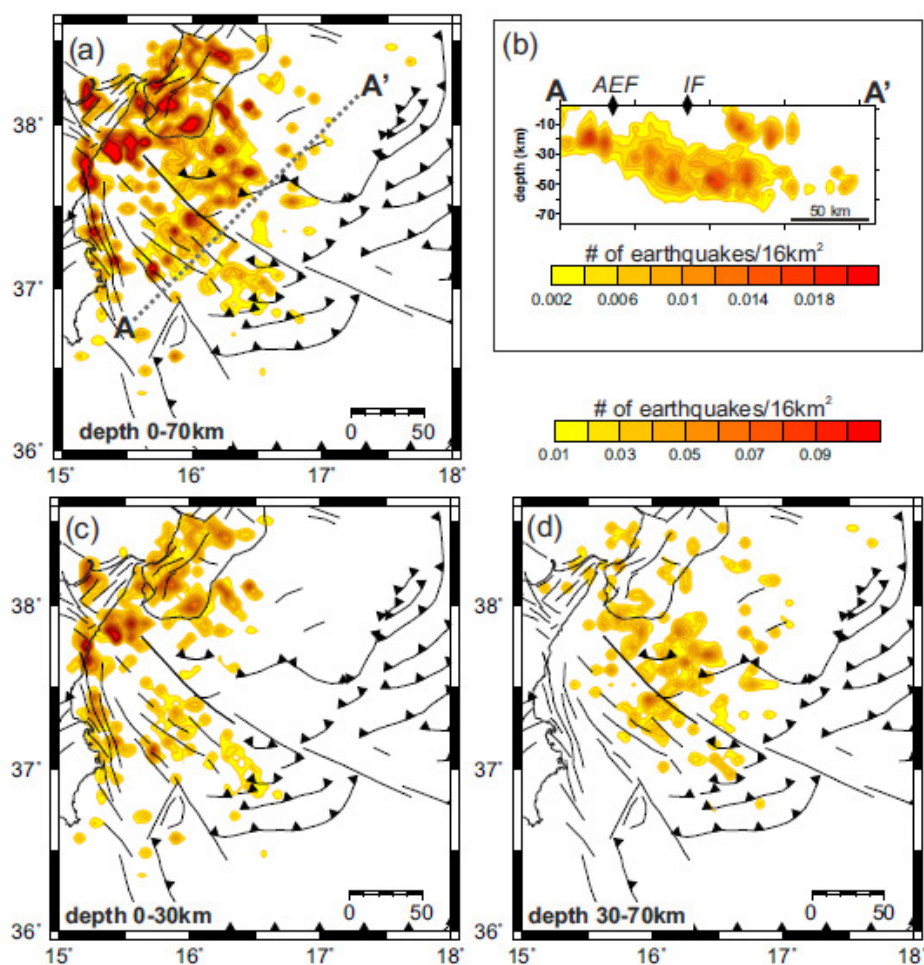 (a)
A'
38°
37°
A
36°
depth 0-70km
0 50
15° 16° 17° 18°
(b)
A AEF IF A'
depth (km)
-10
-30
-50
-70
50 km
# of earthquakes/16km²
0.002 0.006 0.01 0.014 0.018
# of earthquakes/16km²
0.01 0.03 0.05 0.07 0.09
(c)
38°
37°
36°
depth 0-30km
0 50
15° 16° 17° 18°
(d)
38°
37°
36°
depth 30-70km
0 50
15° 16° 17° 18°